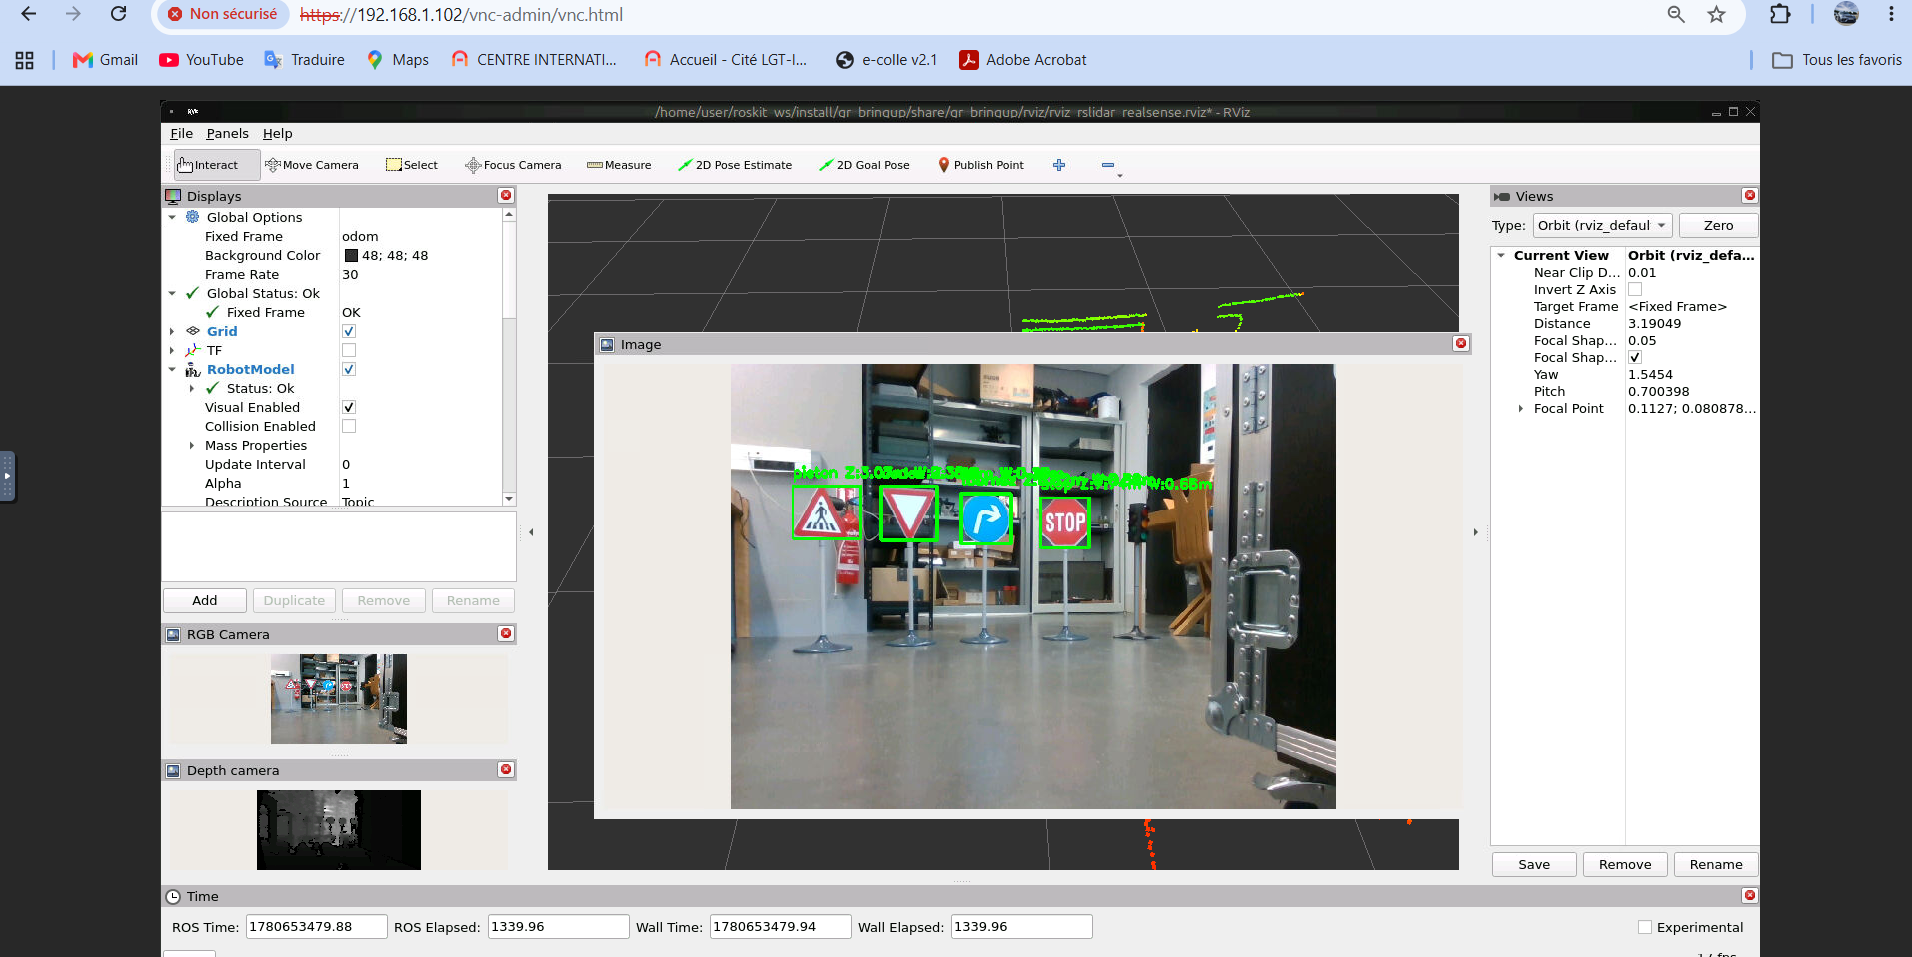 Non sécurisé https://192.168.1.102/vnc-admin/vnc.html
Gmail YouTube Traduire Maps CENTRE INTERNATI... Accueil - Cité LGT-I... e-colle v2.1 Adobe Acrobat Tous les favoris
/home/user/roskit_ws/install/gr_bringup/share/gr_bringup/rviz/rviz_rslidar_realsense.rviz* - RViz
File Panels Help
Interact Move Camera Select Focus Camera Measure 2D Pose Estimate 2D Goal Pose Publish Point
Displays
Global Options
Fixed Frame odom
Background Color 48; 48; 48
Frame Rate 30
Global Status: Ok
Fixed Frame OK
Grid
TF
RobotModel
Status: Ok
Visual Enabled
Collision Enabled
Mass Properties
Update Interval 0
Alpha 1
Description Source Topic
Add Duplicate Remove Rename
RGB Camera
Depth camera
Image
STOP
Views
Type: Orbit (rviz_defaul Zero
Current View Orbit (rviz_defa...
Near Clip D... 0.01
Invert Z Axis
Target Frame <Fixed Frame>
Distance 3.19049
Focal Shap... 0.05
Focal Shap...
Yaw 1.5454
Pitch 0.700398
Focal Point 0.1127; 0.080878...
Save Remove Rename
Time
ROS Time: 1780653479.88 ROS Elapsed: 1339.96 Wall Time: 1780653479.94 Wall Elapsed: 1339.96 Experimental